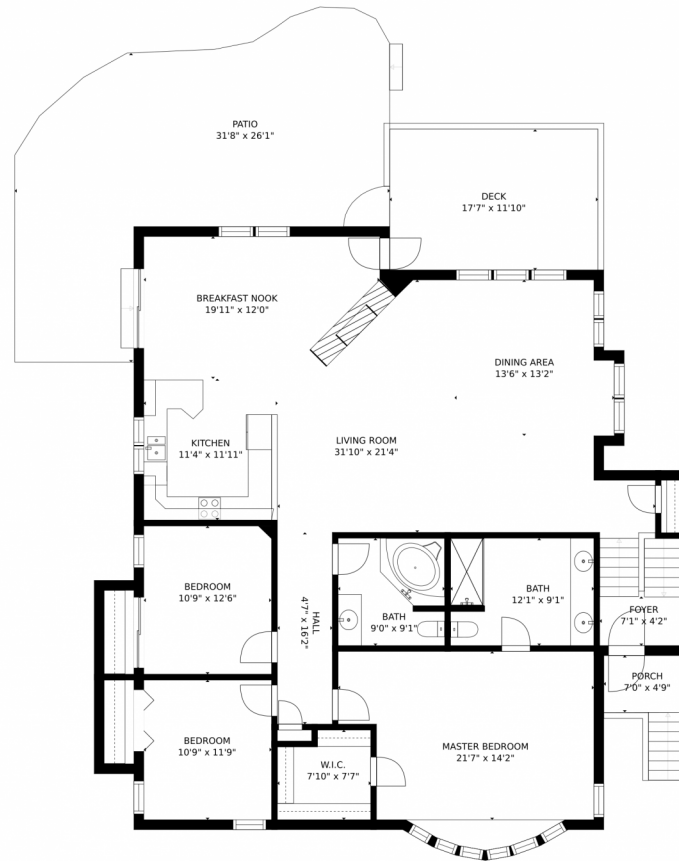 PATIO
31'8" x 26'1"
DECK
17'7" x 11'10"
BREAKFAST NOOK
19'11" x 12'0"
DINING AREA
13'6" x 13'2"
KITCHEN
11'4" x 11'11"
LIVING ROOM
31'10" x 21'4"
BEDROOM
10'9" x 12'6"
HALL
4'7" x 16'2"
BATH
9'0" x 9'1"
BATH
12'1" x 9'1"
FOYER
7'1" x 4'2"
PORCH
7'0" x 4'9"
BEDROOM
10'9" x 11'9"
W.I.C.
7'10" x 7'7"
MASTER BEDROOM
21'7" x 14'2"